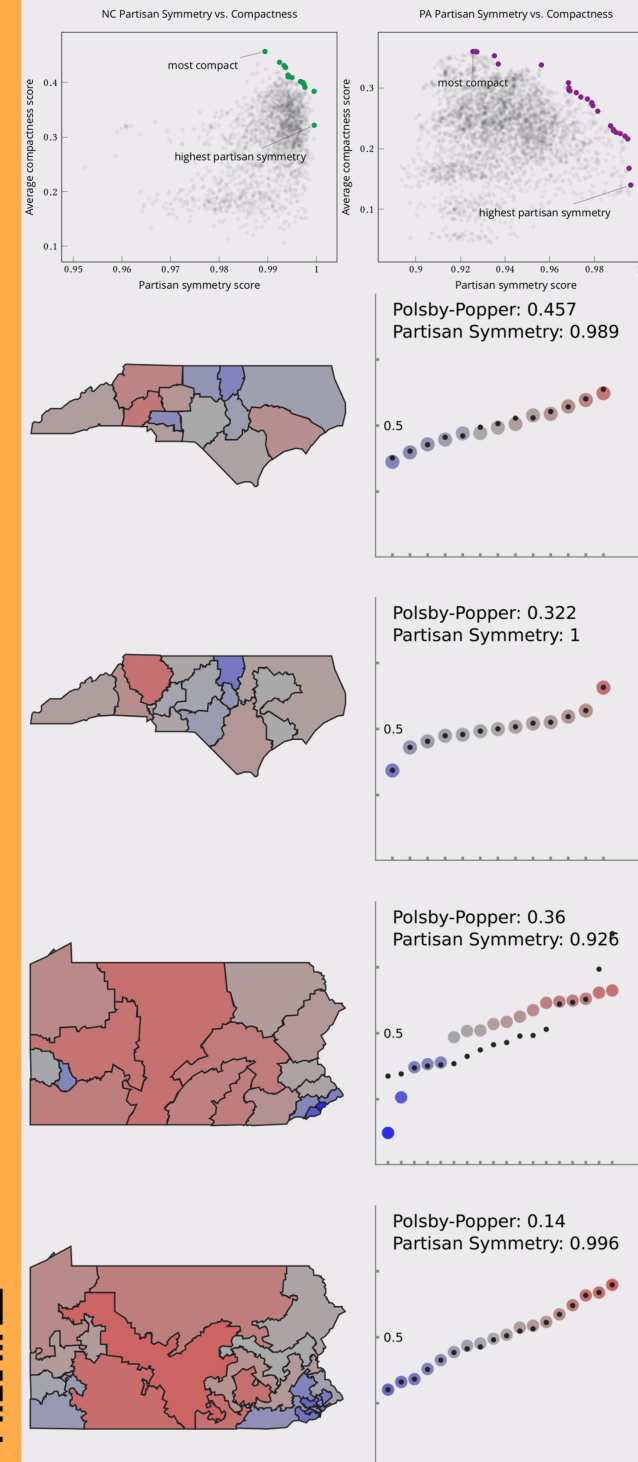 NC Partisan Symmetry vs. Compactness
Average compactness score
0.4
0.3
0.2
0.1
most compact
highest partisan symmetry
0.95 0.96 0.97 0.98 0.99 1
Partisan symmetry score
PA Partisan Symmetry vs. Compactness
Average compactness score
0.3
0.2
0.1
most compact
highest partisan symmetry
0.9 0.92 0.94 0.96 0.98
Partisan symmetry score
Polsby-Popper: 0.457
Partisan Symmetry: 0.989
0.5
Polsby-Popper: 0.322
Partisan Symmetry: 1
0.5
Polsby-Popper: 0.36
Partisan Symmetry: 0.926
0.5
Polsby-Popper: 0.14
Partisan Symmetry: 0.996
0.5